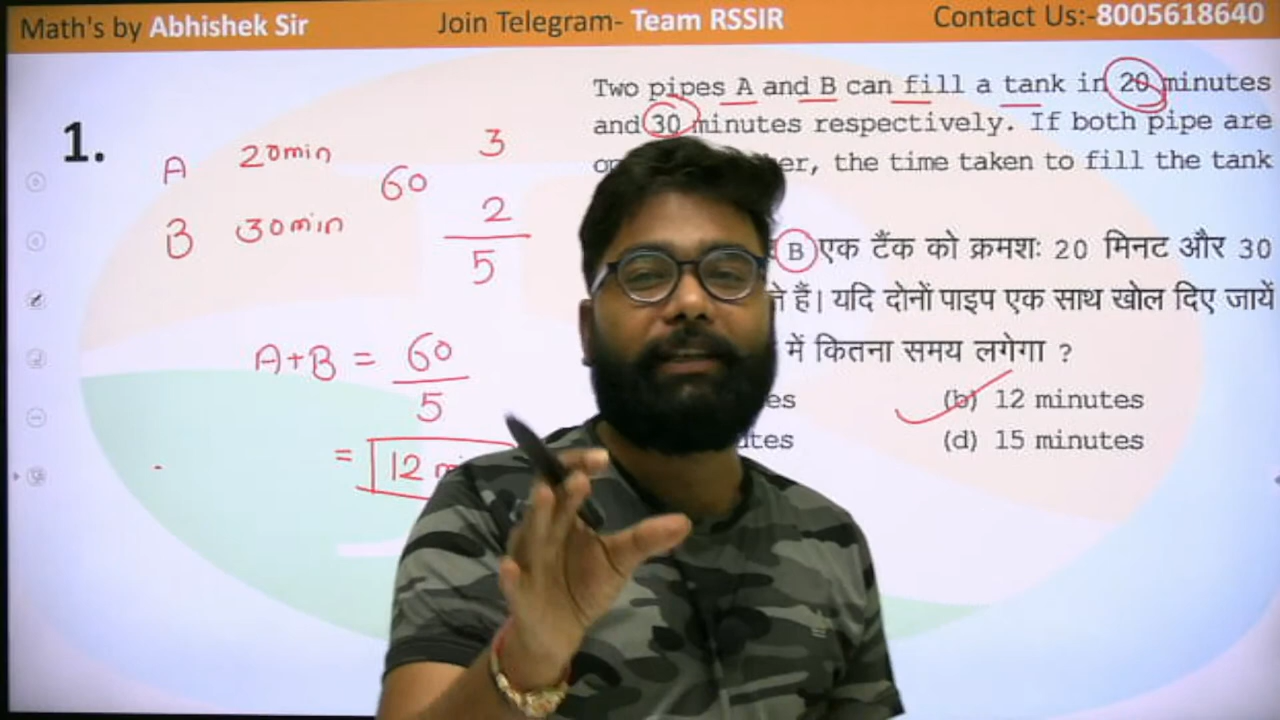 Math's by Abhishek Sir
Join Telegram- Team RSSIR
Contact Us:-8005618640
1.
Two pipes A and B can fill a tank in 20 minutes
and 30 minutes respectively. If both pipe are
the time taken to fill the tank
B एक टैंक को क्रमशः 20 मिनट और 30
हैं। यदि दोनों पाइप एक साथ खोल दिए जायें
में कितना समय लगेगा ?
(b) 12 minutes
(d) 15 minutes
A 20min
B 30min
60
3
2
5
A+B = 60
5
= 12